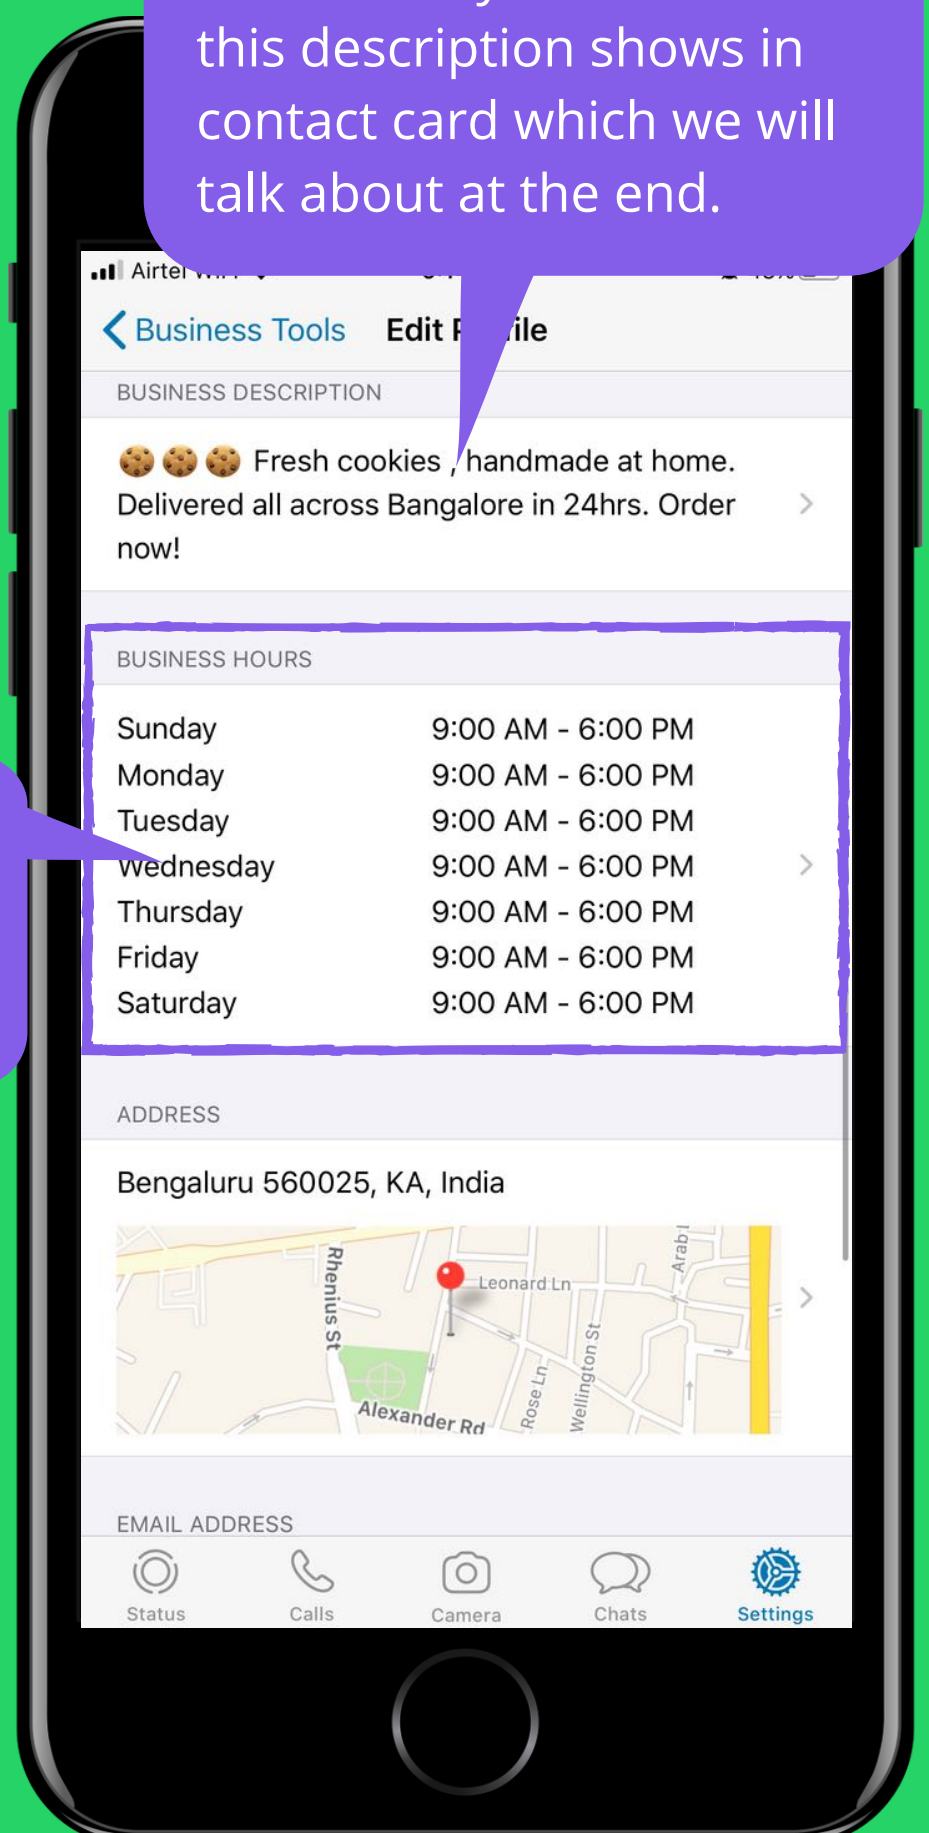 this description shows in
contact card which we will
talk about at the end.
Airtel
Business Tools Edit
BUSINESS DESCRIPTION
🍪🍪🍪 Fresh cookies , handmade at home.
Delivered all across Bangalore in 24hrs. Order
now!
BUSINESS HOURS
Sunday 9:00 AM - 6:00 PM
Monday 9:00 AM - 6:00 PM
Tuesday 9:00 AM - 6:00 PM
Wednesday 9:00 AM - 6:00 PM
Thursday 9:00 AM - 6:00 PM
Friday 9:00 AM - 6:00 PM
Saturday 9:00 AM - 6:00 PM
ADDRESS
Bengaluru 560025, KA, India
Rhenius St
Leonard Ln
Arab L
Wellington St
Rose Ln
Alexander Rd
EMAIL ADDRESS
Status Calls Camera Chats Settings